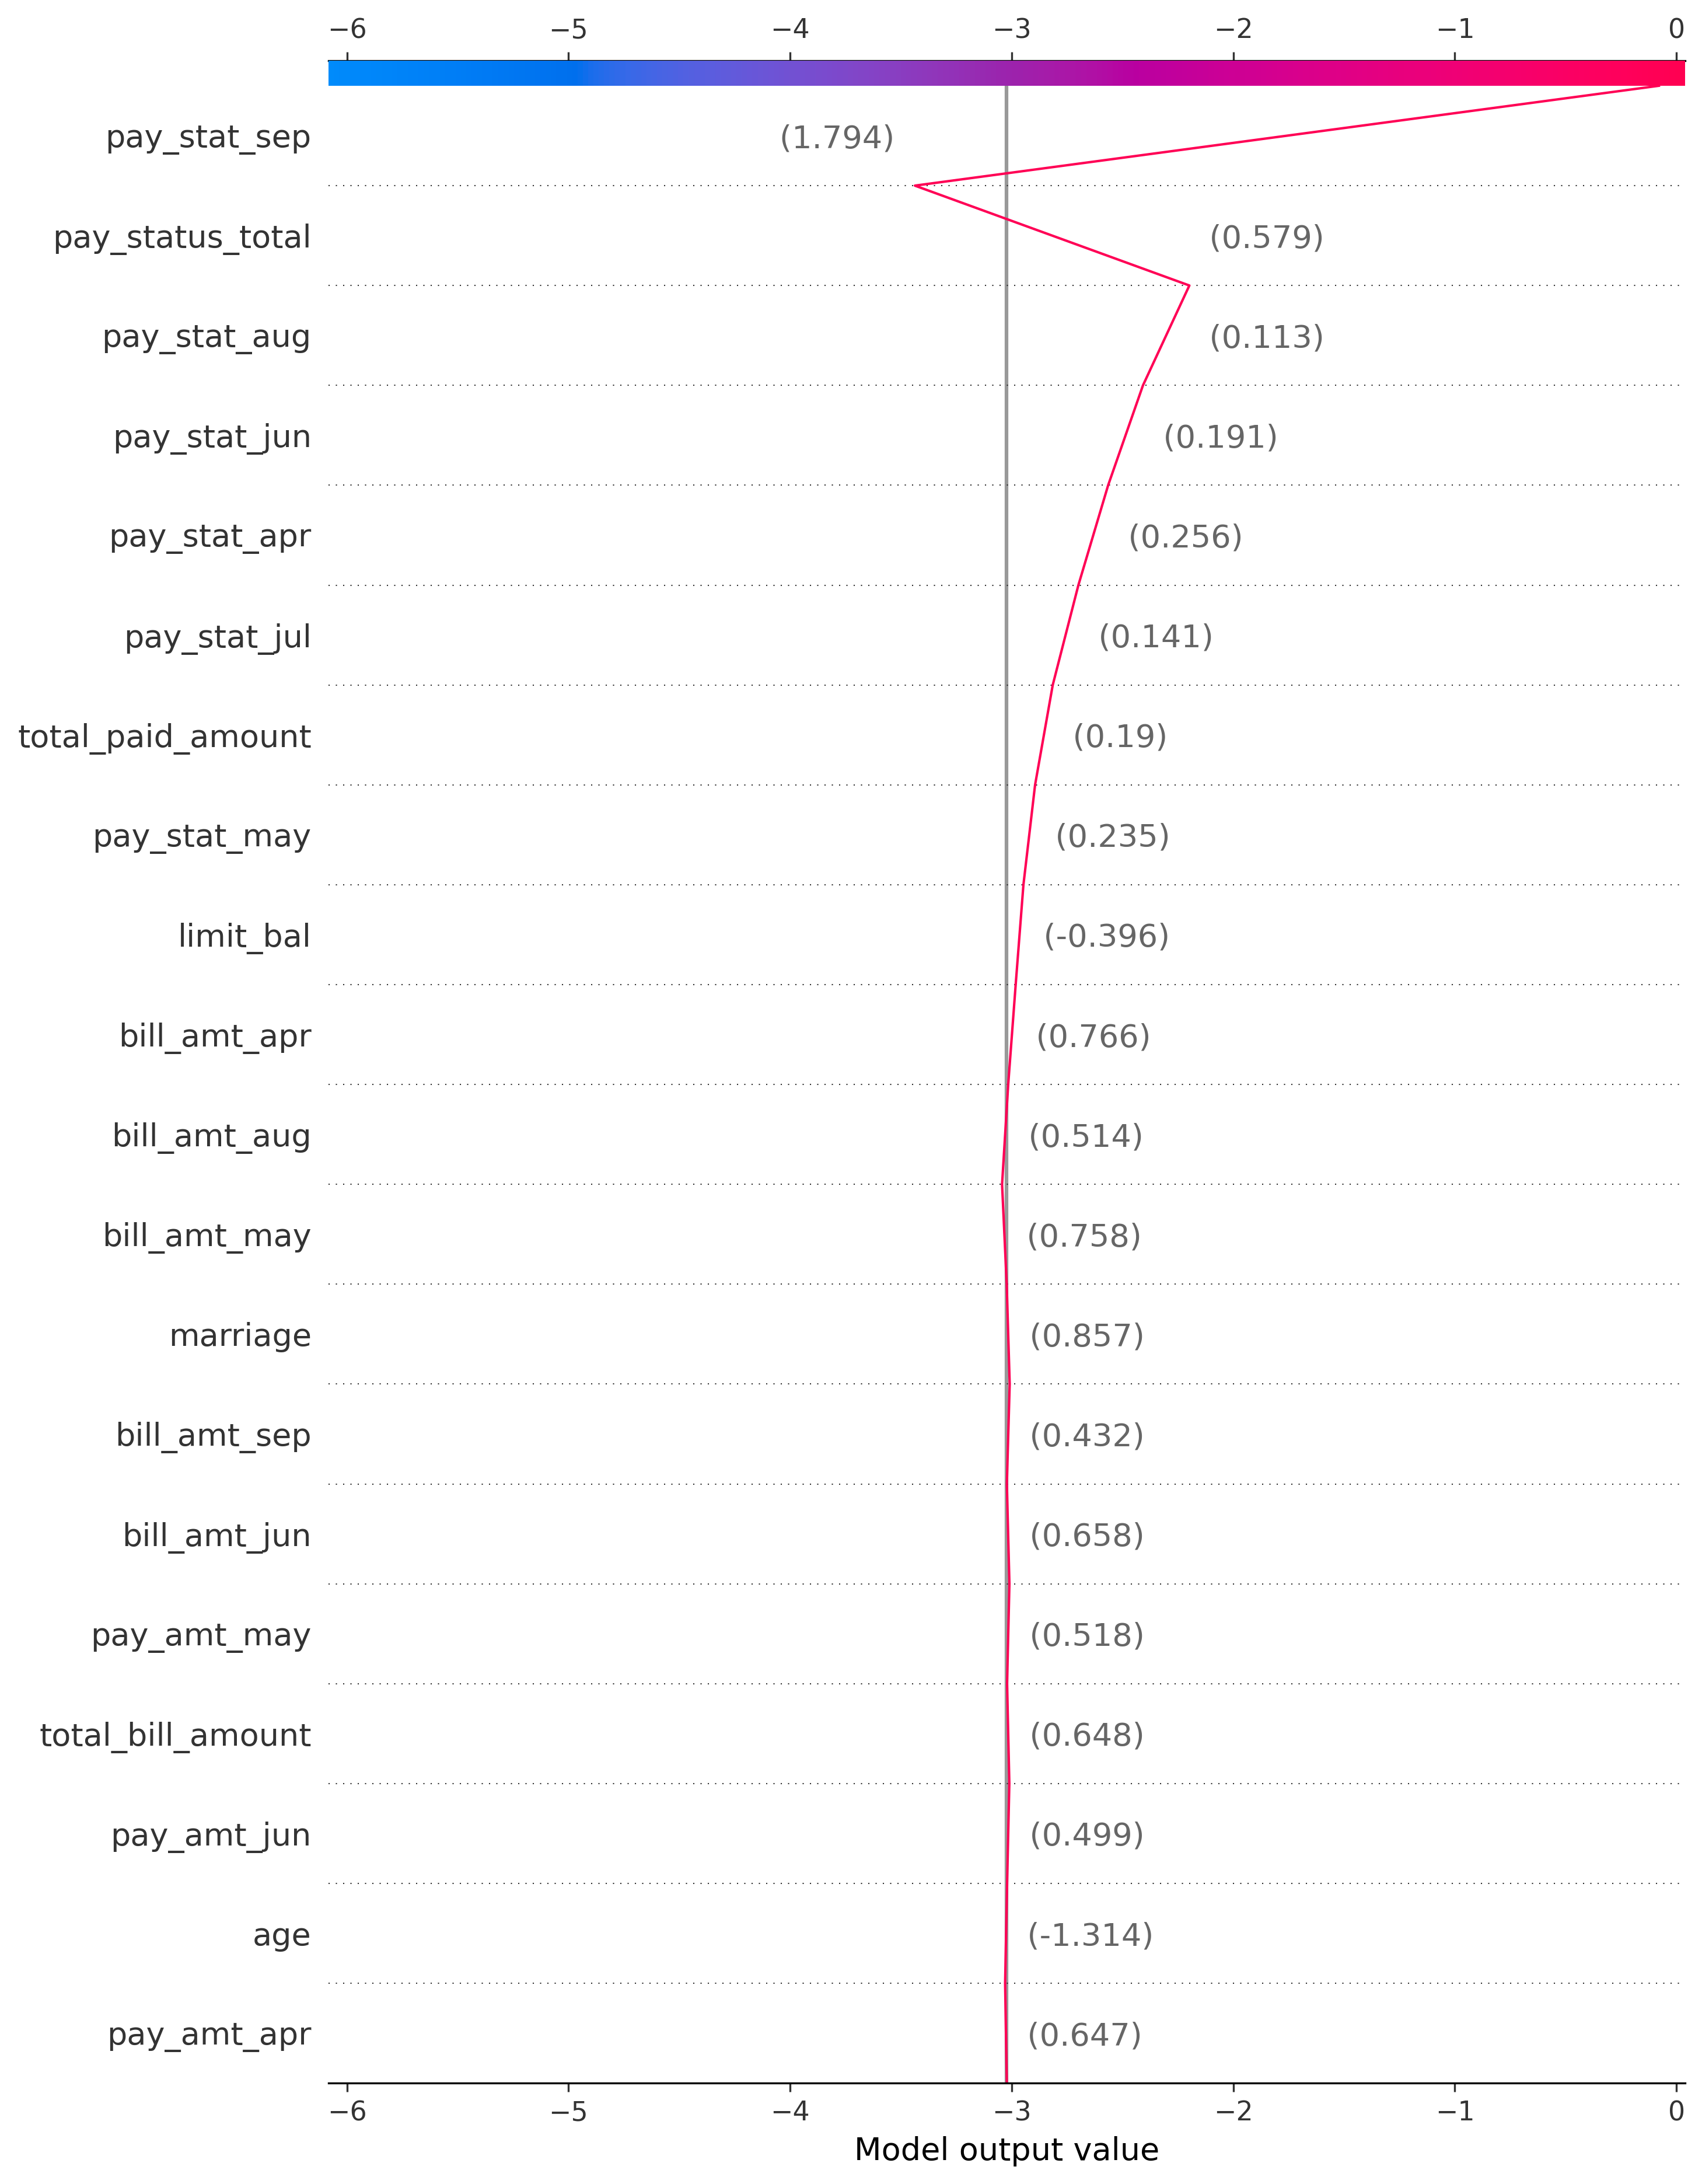 −6 −5 −4 −3 −2 −1 0
pay_stat_sep (1.794)
pay_status_total (0.579)
pay_stat_aug (0.113)
pay_stat_jun (0.191)
pay_stat_apr (0.256)
pay_stat_jul (0.141)
total_paid_amount (0.19)
pay_stat_may (0.235)
limit_bal (-0.396)
bill_amt_apr (0.766)
bill_amt_aug (0.514)
bill_amt_may (0.758)
marriage (0.857)
bill_amt_sep (0.432)
bill_amt_jun (0.658)
pay_amt_may (0.518)
total_bill_amount (0.648)
pay_amt_jun (0.499)
age (-1.314)
pay_amt_apr (0.647)
−6 −5 −4 −3 −2 −1 0
Model output value